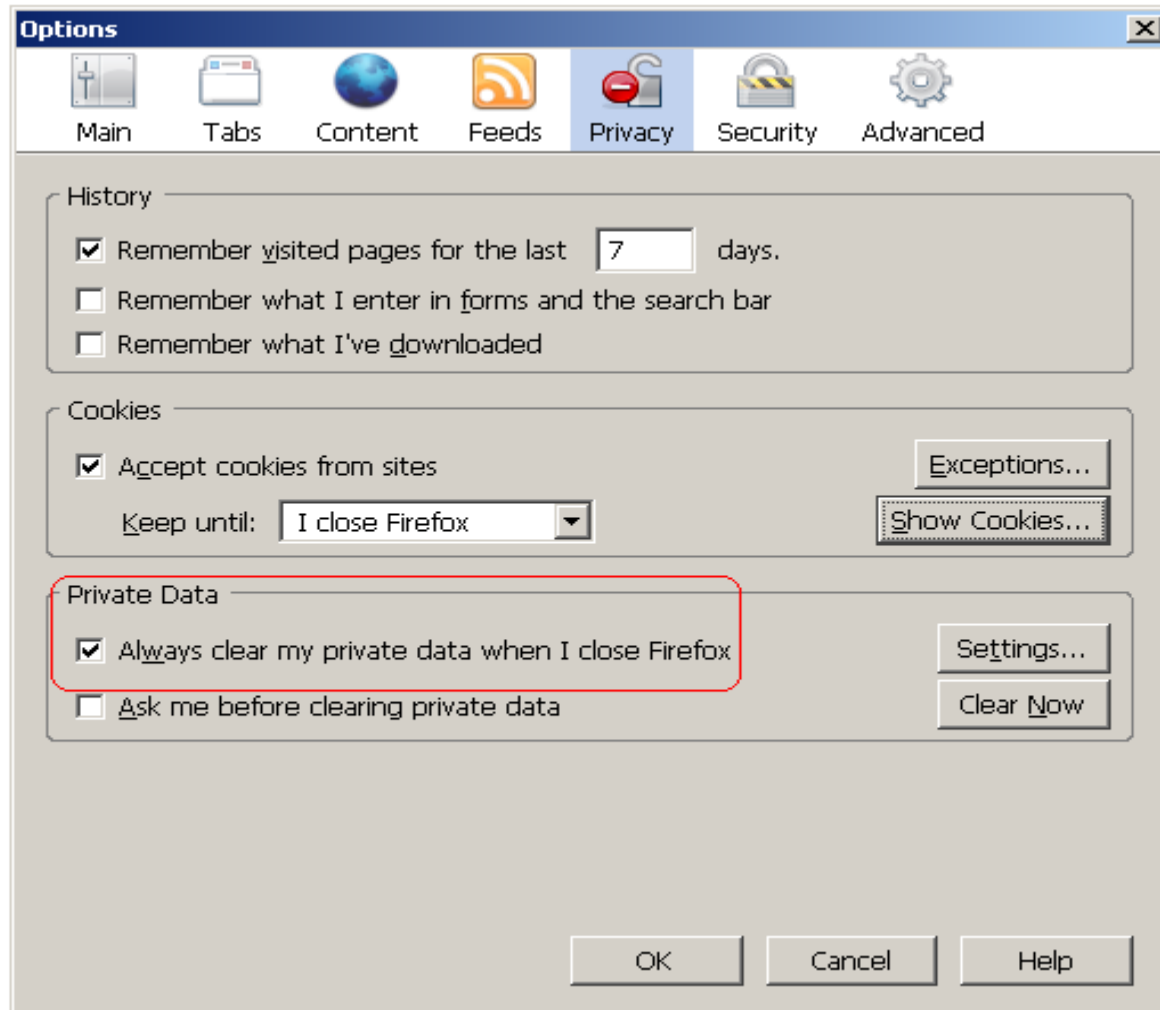 Options
Main Tabs Content Feeds Privacy Security Advanced
History
Remember visited pages for the last 7 days.
Remember what I enter in forms and the search bar
Remember what I've downloaded
Cookies
Accept cookies from sites Exceptions...
Keep until: I close Firefox Show Cookies...
Private Data
Always clear my private data when I close Firefox Settings...
Ask me before clearing private data Clear Now
OK Cancel Help